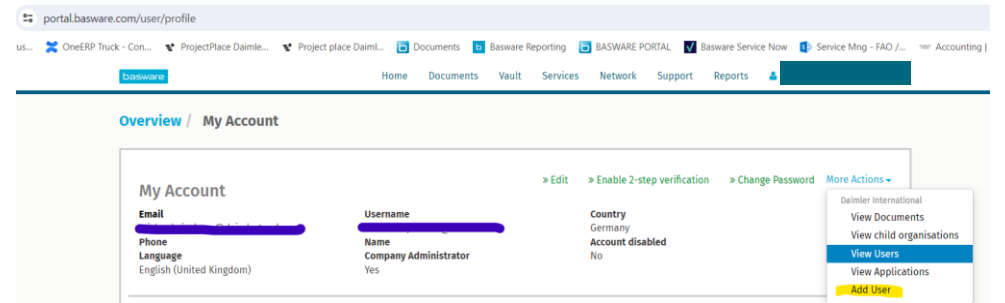 portal.basware.com/user/profile
us... OneERP Truck - Con... ProjectPlace Daimle... Project place Daiml... Documents Basware Reporting BASWARE PORTAL Basware Service Now Service Mng - FAO /... Accounting |
basware Home Documents Vault Services Network Support Reports
Overview / My Account
My Account » Edit » Enable 2-step verification » Change Password More Actions
Email Username Country
Germany
Phone Name Account disabled
Language Company Administrator No
English (United Kingdom) Yes
Daimler International
View Documents
View child organisations
View Users
View Applications
Add User